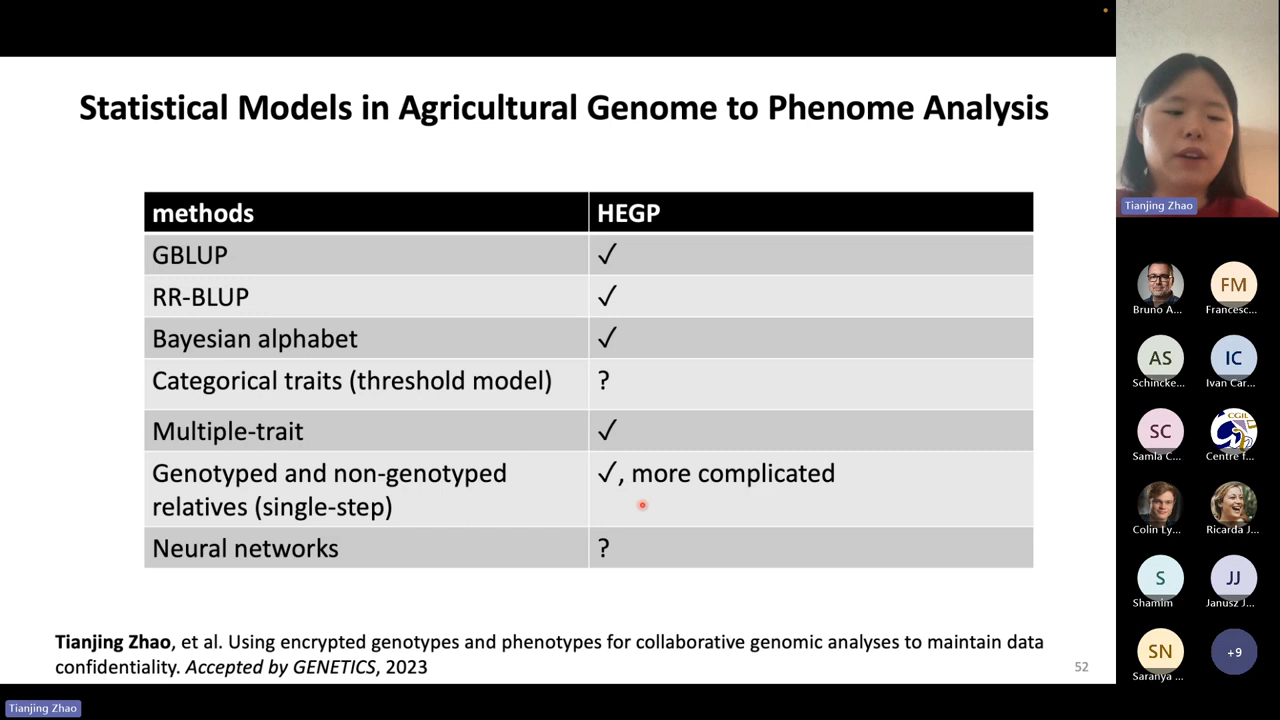 Statistical Models in Agricultural Genome to Phenome Analysis
methods HEGP
GBLUP ✓
RR-BLUP ✓
Bayesian alphabet ✓
Categorical traits (threshold model) ?
Multiple-trait ✓
Genotyped and non-genotyped ✓, more complicated
relatives (single-step)
Neural networks ?
Tianjing Zhao, et al. Using encrypted genotypes and phenotypes for collaborative genomic analyses to maintain data
confidentiality. Accepted by GENETICS, 2023
52
Tianjing Zhao
Tianjing Zhao
FM
Bruno A... Francesc...
AS IC
Schincke... Ivan Car...
SC CGIL
Samla C... Centre f...
Colin Ly... Ricarda J...
S JJ
Shamim Janusz J...
SN +9
Saranya ...